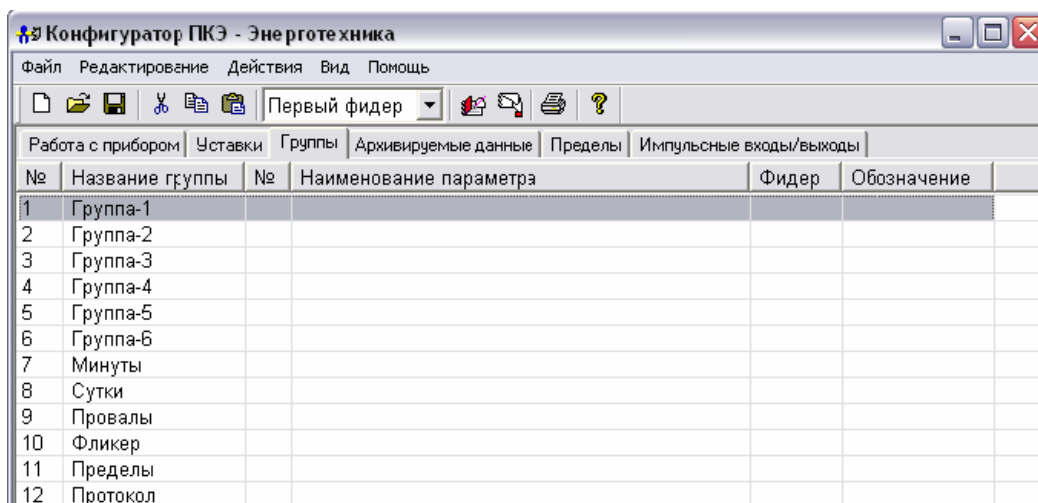 Конфигуратор ПКЭ - Энерготехника
Файл Редактирование Действия Вид Помощь
Первый фидер
Работа с прибором Уставки Группы Архивируемые данные Пределы Импульсные входы/выходы
№ Название группы № Наименование параметра Фидер Обозначение
1 Группа-1
2 Группа-2
3 Группа-3
4 Группа-4
5 Группа-5
6 Группа-6
7 Минуты
8 Сутки
9 Провалы
10 Фликер
11 Пределы
12 Протокол